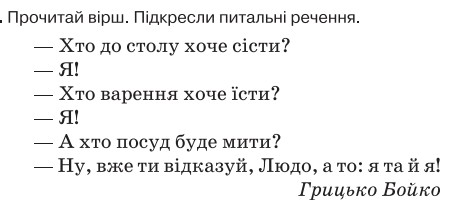 . Прочитай вірш. Підкресли питальні речення.
— Хто до столу хоче сісти?
— Я!
— Хто варення хоче їсти?
— Я!
— А хто посуд буде мити?
— Ну, вже ти відказуй, Людо, а то: я та й я!
Грицько Бойко